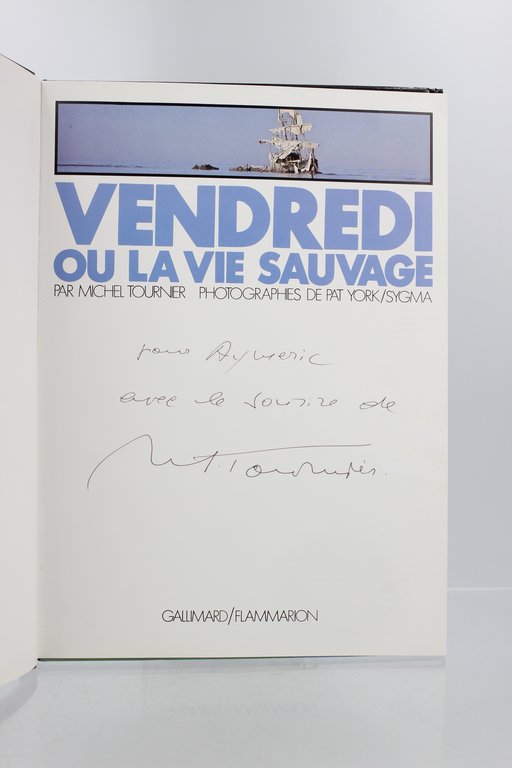 VENDREDI
OU LA VIE SAUVAGE
PAR MICHEL TOURNIER PHOTOGRAPHIES DE PAT YORK/SYGMA
pour Aymeric
avec le sourire de
M. Tournier
GALLIMARD/FLAMMARION